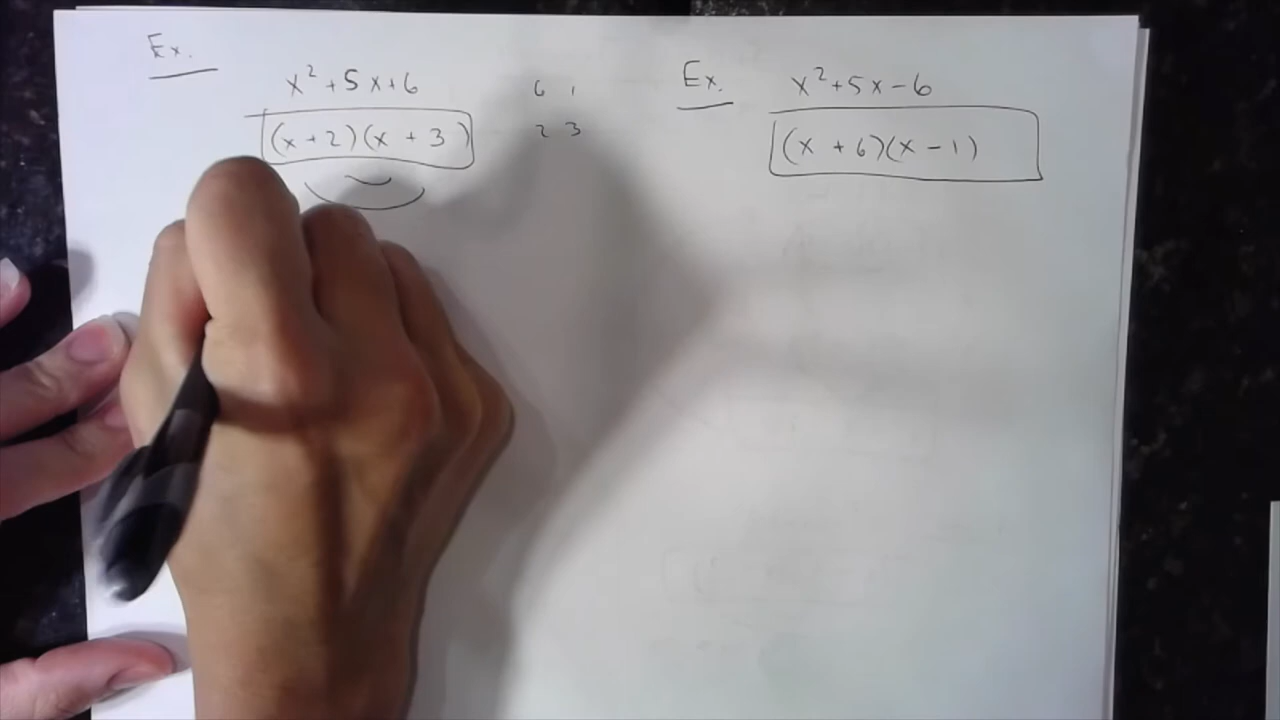 Ex.
x² + 5x + 6
(x + 2)(x + 3)
6 1
2 3
Ex.
x² + 5x - 6
(x + 6)(x - 1)